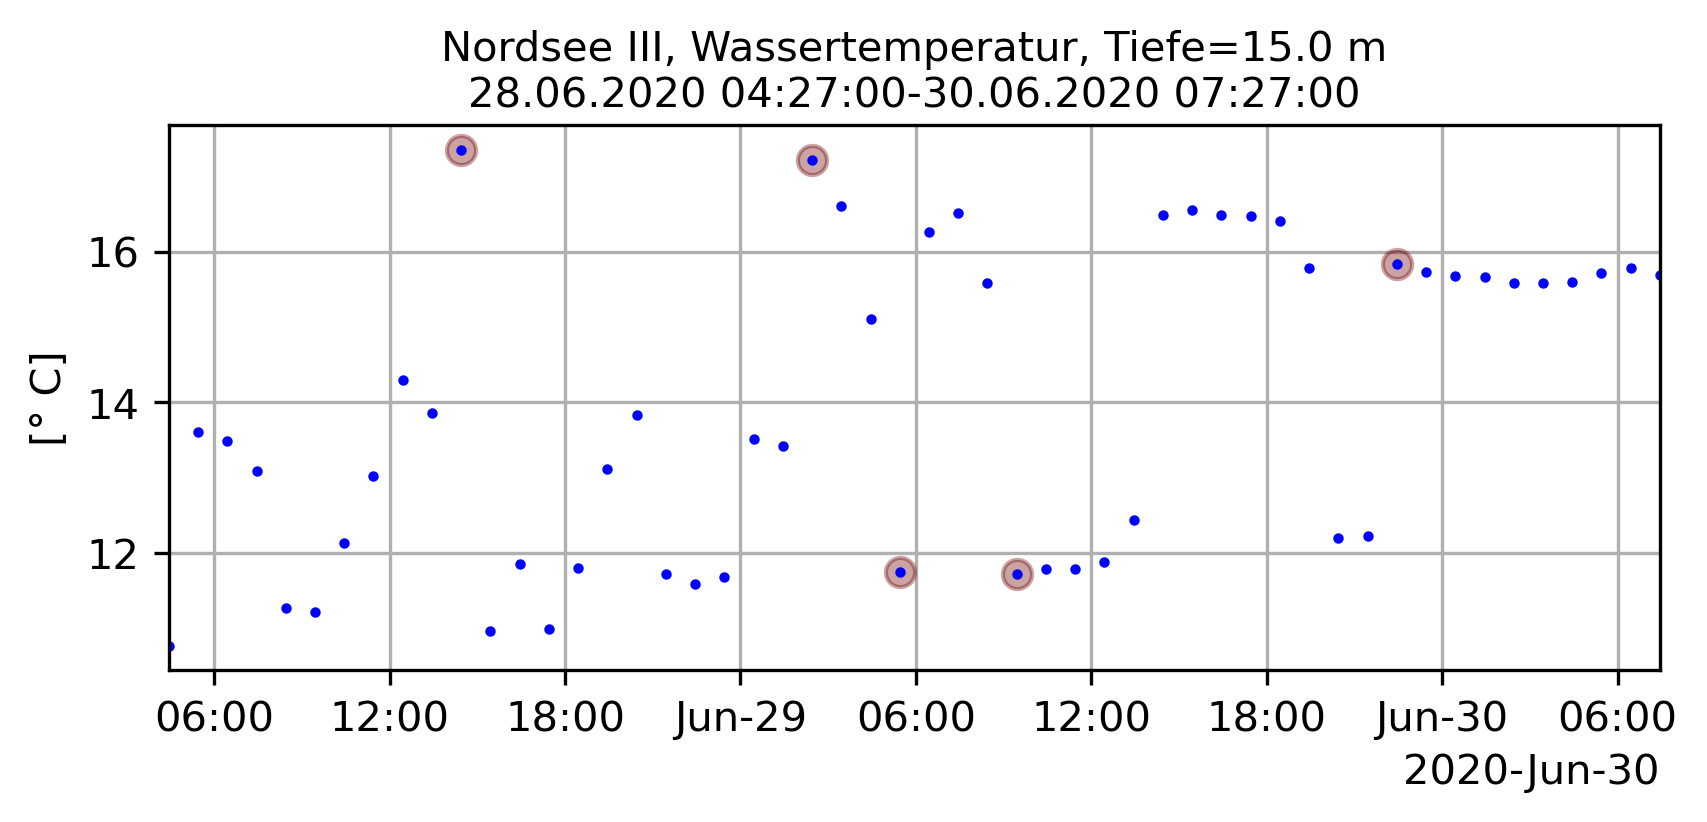 Nordsee III, Wassertemperatur, Tiefe=15.0 m
28.06.2020 04:27:00-30.06.2020 07:27:00
16
14
12
[° C]
06:00 12:00 18:00 Jun-29 06:00 12:00 18:00 Jun-30 06:00
2020-Jun-30